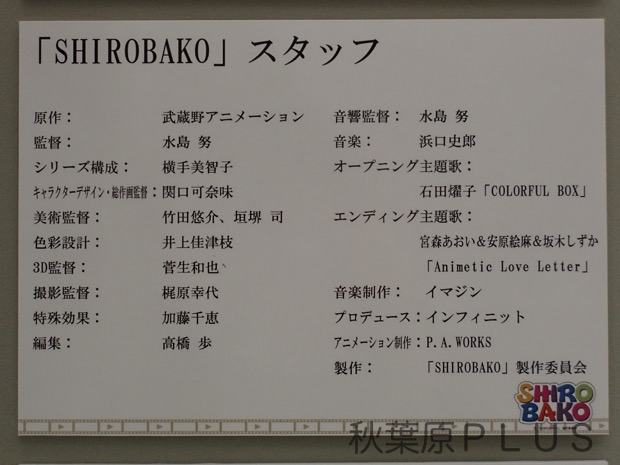 「SHIROBAKO」スタッフ
原作： 武蔵野アニメーション
監督： 水島 努
シリーズ構成： 横手美智子
キャラクターデザイン・総作画監督： 関口可奈味
美術監督： 竹田悠介、垣堺 司
色彩設計： 井上佳津枝
3D監督： 菅生和也
撮影監督： 梶原幸代
特殊効果： 加藤千恵
編集： 高橋 歩
音響監督： 水島 努
音楽： 浜口史郎
オープニング主題歌：
石田燿子「COLORFUL BOX」
エンディング主題歌：
宮森あおい＆安原絵麻＆坂木しずか
「Animetic Love Letter」
音楽制作： イマジン
プロデュース：インフィニット
アニメーション制作：P.A.WORKS
製作： 「SHIROBAKO」製作委員会
SHIRO
BAKO
秋葉原PLUS